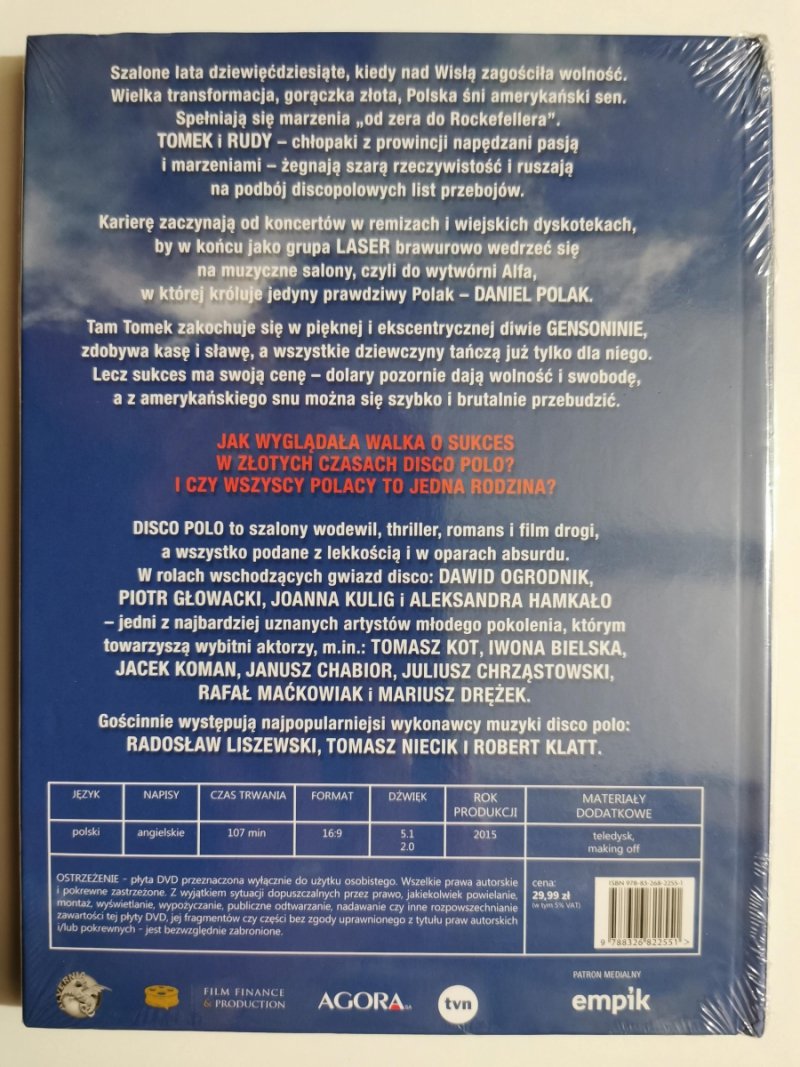 Szalone lata dziewięćdziesiąte, kiedy nad Wisłą zagościła wolność.
Wielka transformacja, gorączka złota, Polska śni amerykański sen.
Spełniają się marzenia „od zera do Rockefellera”.
TOMEK i RUDY – chłopaki z prowincji napędzani pasją
i marzeniami – żegnają szarą rzeczywistość i ruszają
na podbój discopolowych list przebojów.
Karierę zaczynają od koncertów w remizach i wiejskich dyskotekach,
by w końcu jako grupa LASER brawurowo wedrzeć się
na muzyczne salony, czyli do wytwórni Alfa,
w której króluje jedyny prawdziwy Polak – DANIEL POLAK.
Tam Tomek zakochuje się w pięknej i ekscentrycznej diwie GENSONINIE,
zdobywa kasę i sławę, a wszystkie dziewczyny tańczą już tylko dla niego.
Lecz sukces ma swoją cenę – dolary pozornie dają wolność i swobodę,
a z amerykańskiego snu można się szybko i brutalnie przebudzić.
JAK WYGLĄDAŁA WALKA O SUKCES
W ZŁOTYCH CZASACH DISCO POLO?
I CZY WSZYSCY POLACY TO JEDNA RODZINA?
DISCO POLO to szalony wodewil, thriller, romans i film drogi,
a wszystko podane z lekkością i w oparach absurdu.
W rolach wschodzących gwiazd disco: DAWID OGRODNIK,
PIOTR GŁOWACKI, JOANNA KULIG i ALEKSANDRA HAMKAŁO
– jedni z najbardziej uznanych artystów młodego pokolenia, którym
towarzyszą wybitni aktorzy, m.in.: TOMASZ KOT, IWONA BIELSKA,
JACEK KOMAN, JANUSZ CHABIOR, JULIUSZ CHRZĄSTOWSKI,
RAFAŁ MAĆKOWIAK i MARIUSZ DRĘŻEK.
Gościnnie występują najpopularniejsi wykonawcy muzyki disco polo:
RADOSŁAW LISZEWSKI, TOMASZ NIECIK I ROBERT KLATT.
JĘZYK NAPISY CZAS TRWANIA FORMAT DŹWIĘK ROK PRODUKCJI MATERIAŁY DODATKOWE
polski angielskie 107 min 16:9 5.1 2.0 2015 teledysk, making off
OSTRZEŻENIE - płyta DVD przeznaczona wyłącznie do użytku osobistego. Wszelkie prawa autorskie
i pokrewne zastrzeżone. Z wyjątkiem sytuacji dopuszczalnych przez prawo, jakiekolwiek powielanie,
montaż, wyświetlanie, wypożyczanie, publiczne odtwarzanie, nadawanie czy inne rozpowszechnianie
zawartości tej płyty DVD, jej fragmentów czy części bez zgody uprawnionego z tytułu praw autorskich
i/lub pokrewnych - jest bezwzględnie zabronione.
cena:
29,99 zł
(w tym 5% VAT)
ISBN 978-83-268-2255-1
9 788326 822551 >
ALVERNIA
FILM FINANCE
& PRODUCTION
AGORA SA
tvn
PATRON MEDIALNY
empik